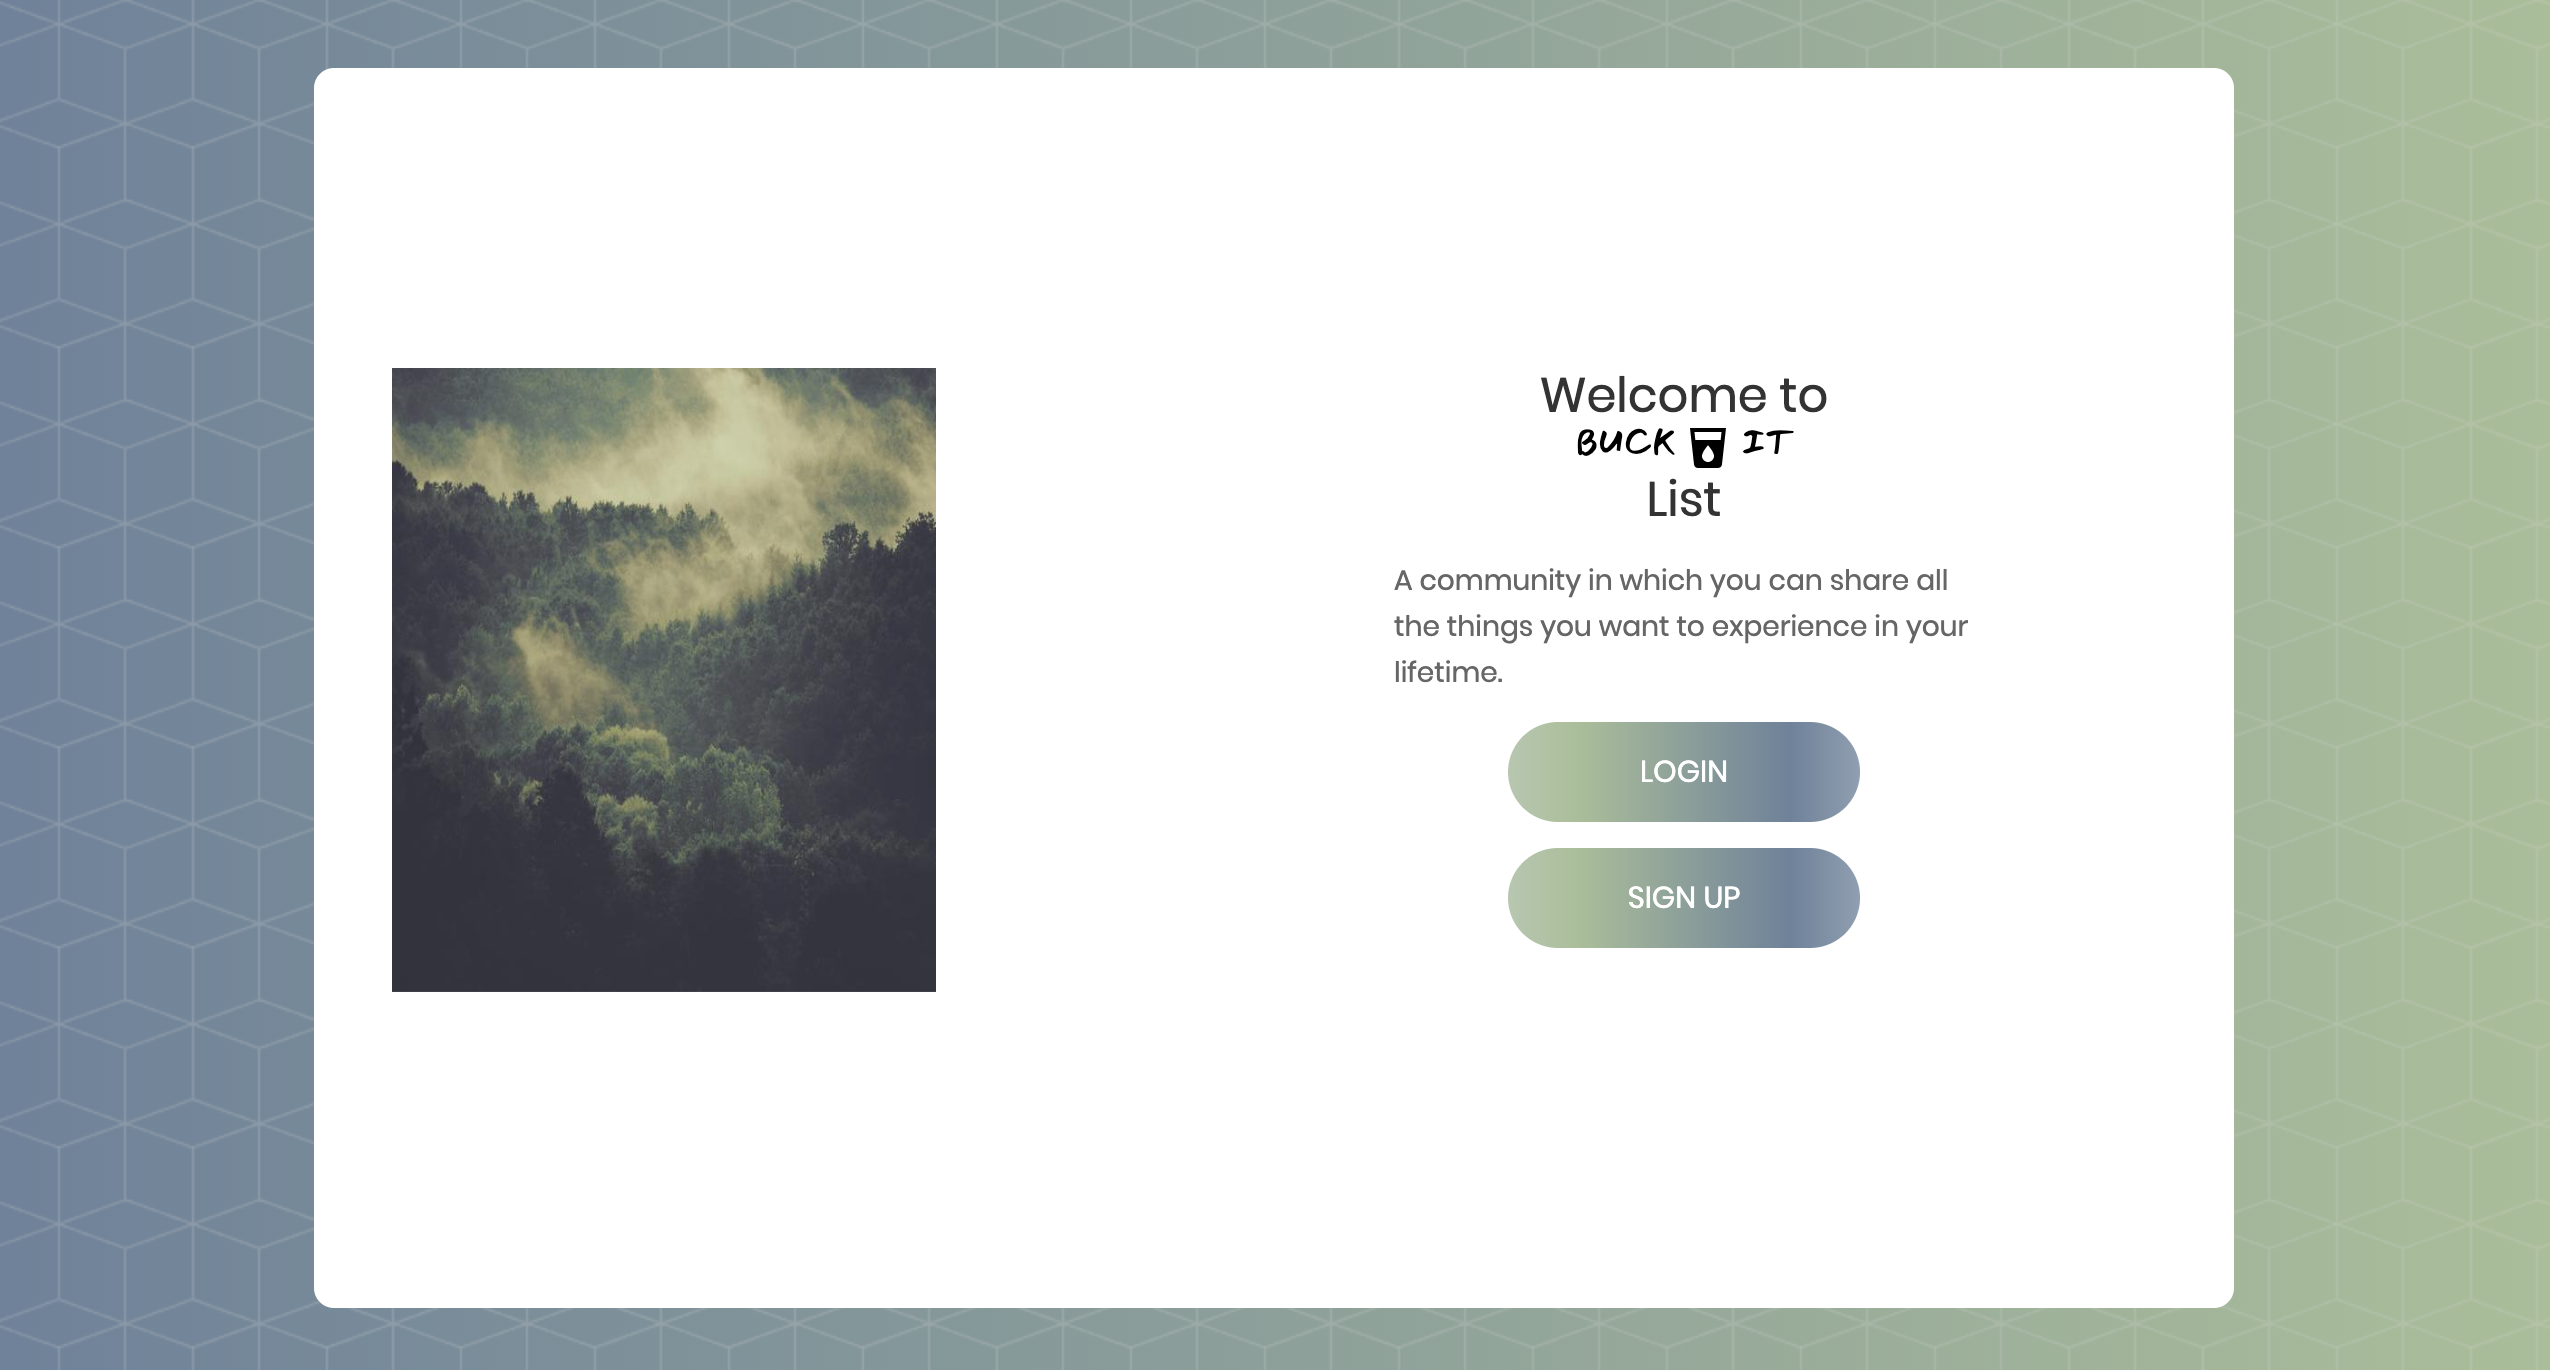 Welcome to
BUCK IT
List
A community in which you can share all
the things you want to experience in your
lifetime.
LOGIN
SIGN UP